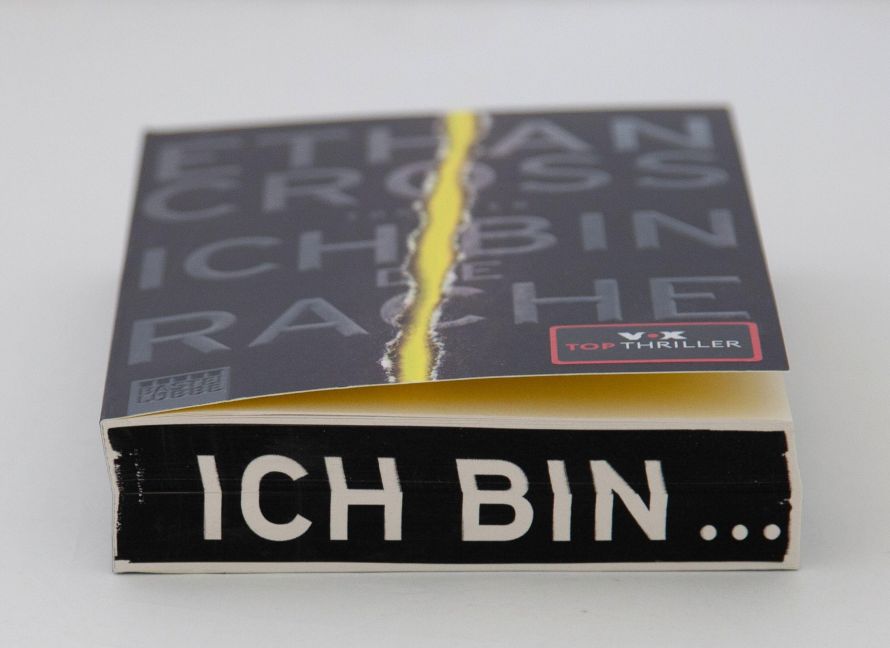 ETHAN
CROSS
ICH BIN
DIE
RACHE
VOX
TOP THRILLER
ICH BIN ...